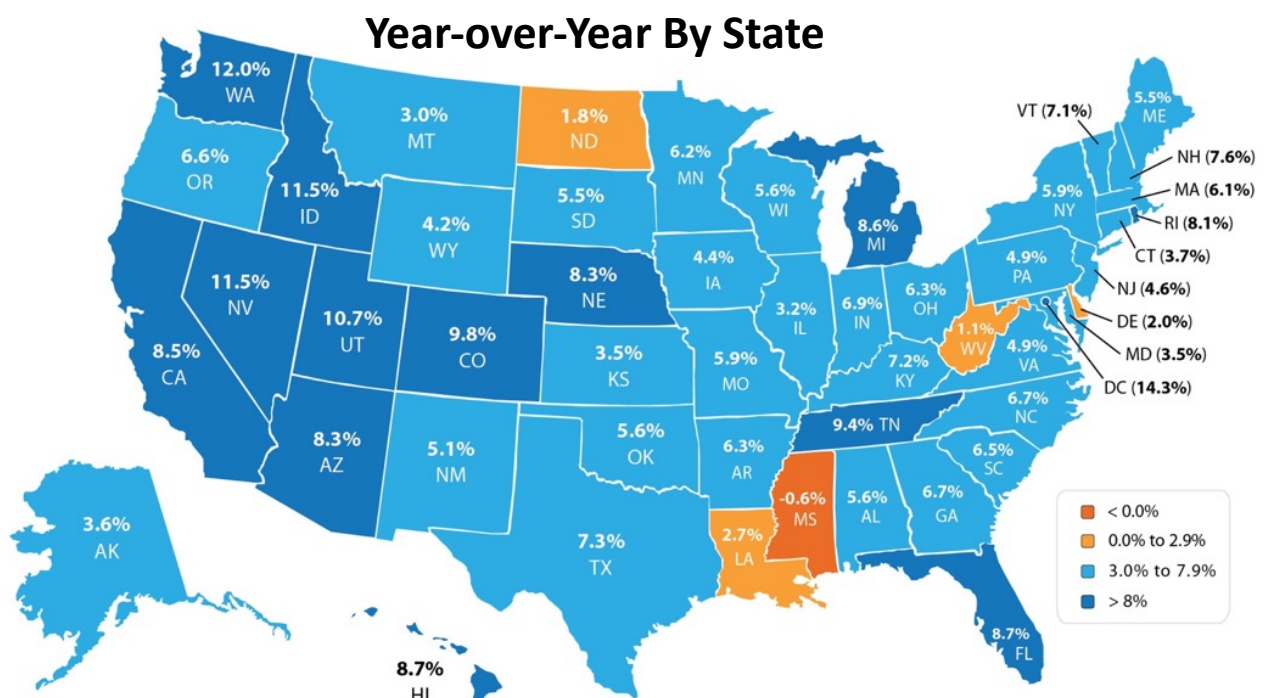 Year-over-Year By State
12.0%
WA
6.6%
OR
11.5%
ID
3.0%
MT
1.8%
ND
6.2%
MN
5.5%
SD
4.2%
WY
8.3%
NE
4.4%
IA
5.6%
WI
8.6%
MI
5.9%
NY
5.5%
ME
VT (7.1%)
NH (7.6%)
MA (6.1%)
RI (8.1%)
CT (3.7%)
NJ (4.6%)
DE (2.0%)
MD (3.5%)
DC (14.3%)
4.9%
PA
6.3%
OH
6.9%
IN
3.2%
IL
1.1%
WV
4.9%
VA
7.2%
KY
8.5%
CA
11.5%
NV
10.7%
UT
9.8%
CO
3.5%
KS
5.9%
MO
9.4% TN
6.7%
NC
6.5%
SC
8.3%
AZ
5.1%
NM
5.6%
OK
6.3%
AR
-0.6%
MS
5.6%
AL
6.7%
GA
3.6%
AK
7.3%
TX
2.7%
LA
8.7%
FL
8.7%
HI
< 0.0%
0.0% to 2.9%
3.0% to 7.9%
> 8%